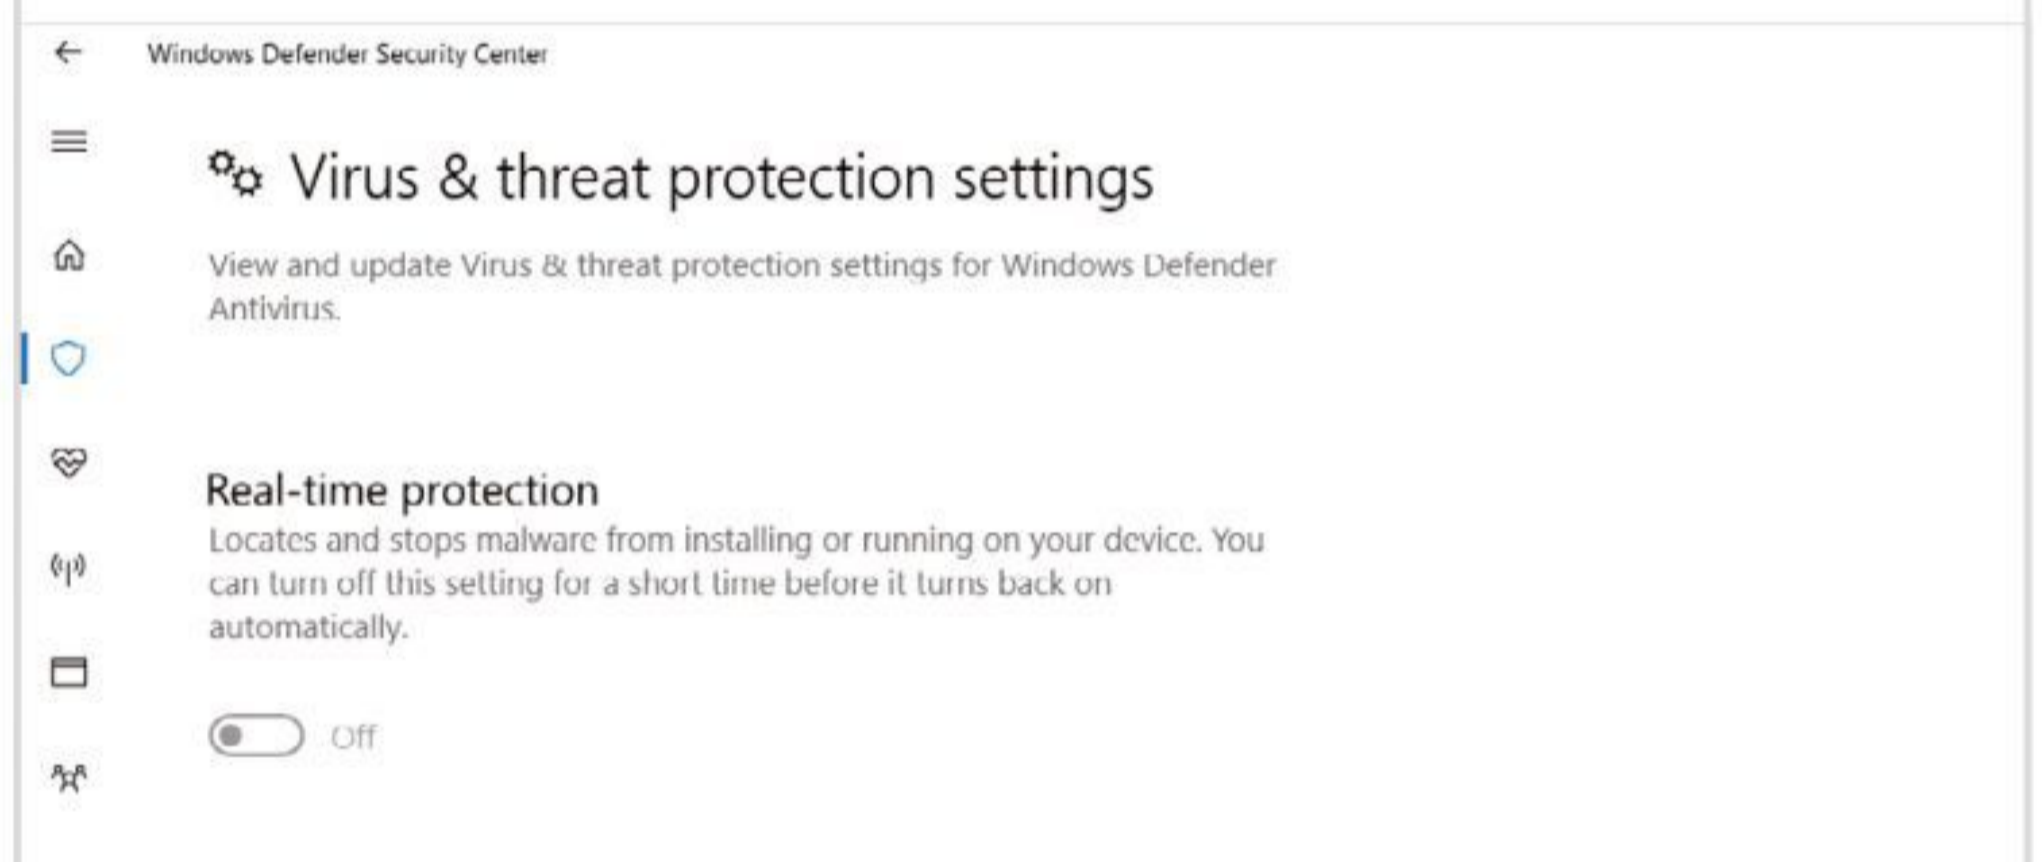 Windows Defender Security Center
Virus & threat protection settings
View and update Virus & threat protection settings for Windows Defender
Antivirus.
Real-time protection
Locates and stops malware from installing or running on your device. You
can turn off this setting for a short time before it turns back on
automatically.
Off